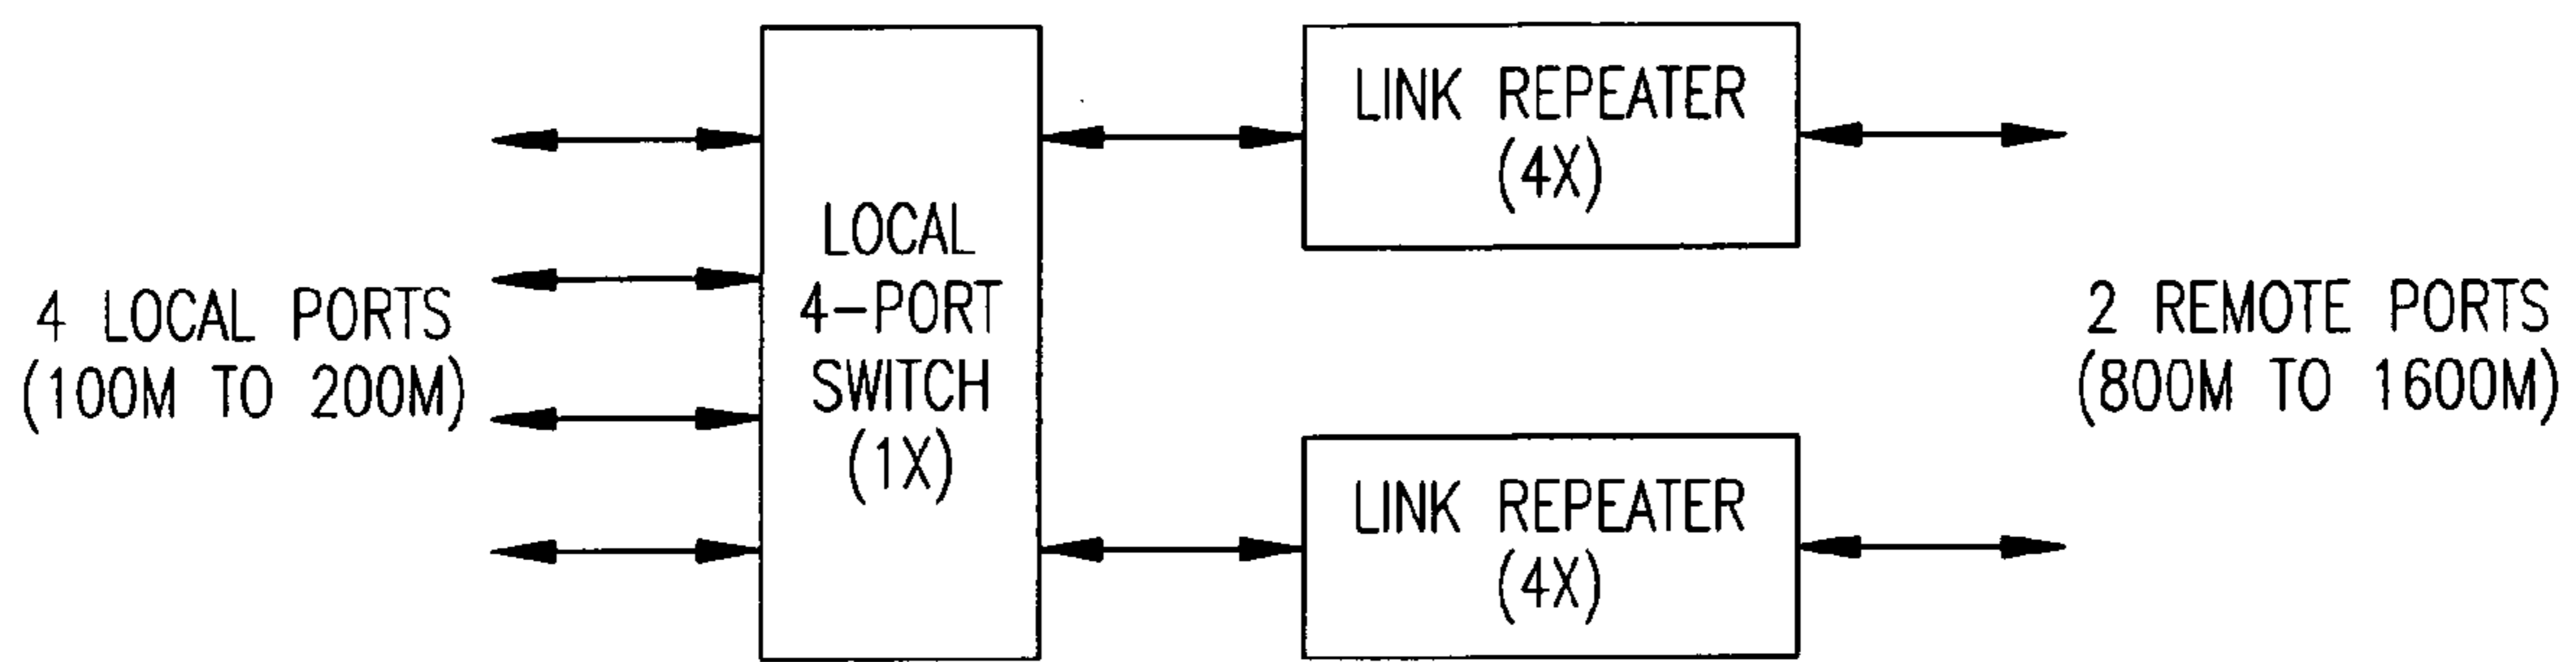 4 LOCAL PORTS
(100M TO 200M)
LOCAL
4-PORT
SWITCH
(1X)
LINK REPEATER
(4X)
LINK REPEATER
(4X)
2 REMOTE PORTS
(800M TO 1600M)